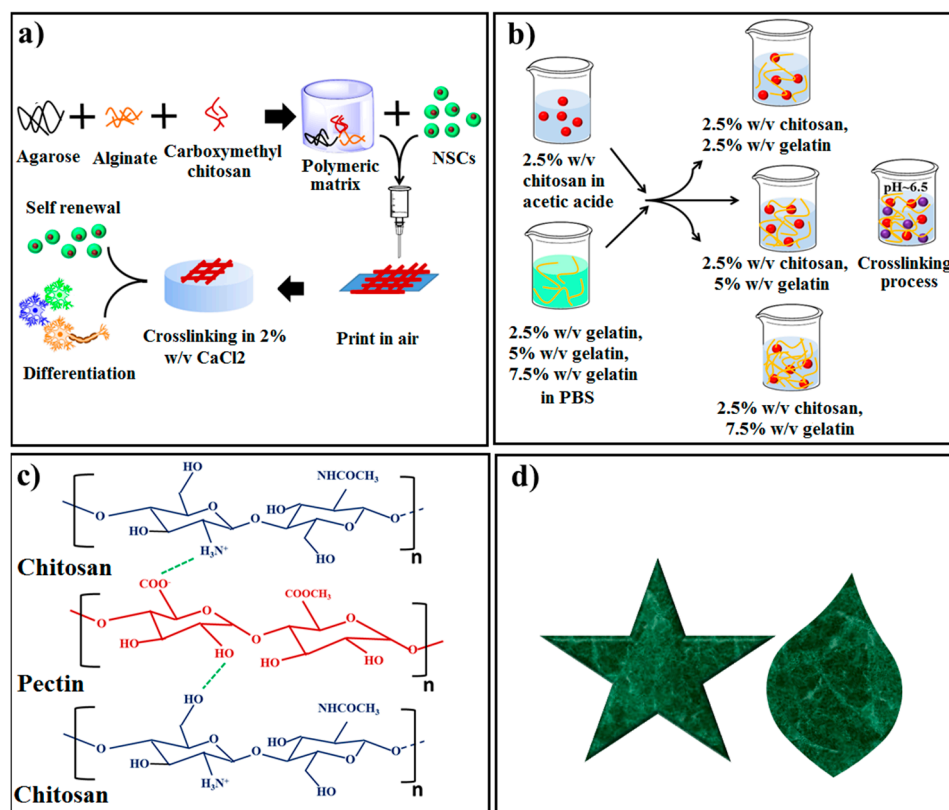 a)
Agarose
Alginate
Carboxymethyl
chitosan
Polymeric
matrix
NSCs
Self renewal
Differentiation
Crosslinking in 2%
w/v CaCl2
Print in air
b)
2.5% w/v
chitosan in
acetic acide
2.5% w/v gelatin,
5% w/v gelatin,
7.5% w/v gelatin
in PBS
2.5% w/v chitosan,
2.5% w/v gelatin
2.5% w/v chitosan,
5% w/v gelatin
2.5% w/v chitosan,
7.5% w/v gelatin
pH~6.5
Crosslinking
process
c)
HO
NHCOCH₃
O
O
HO
O
HO
O
O
H₃N⁺
HO
n
Chitosan
COO⁻
COOCH₃
O
O
O
O
HO
HO
HO
HO
O
n
Pectin
HO
NHCOCH₃
O
O
HO
O
HO
O
O
H₃N⁺
HO
n
Chitosan
d)